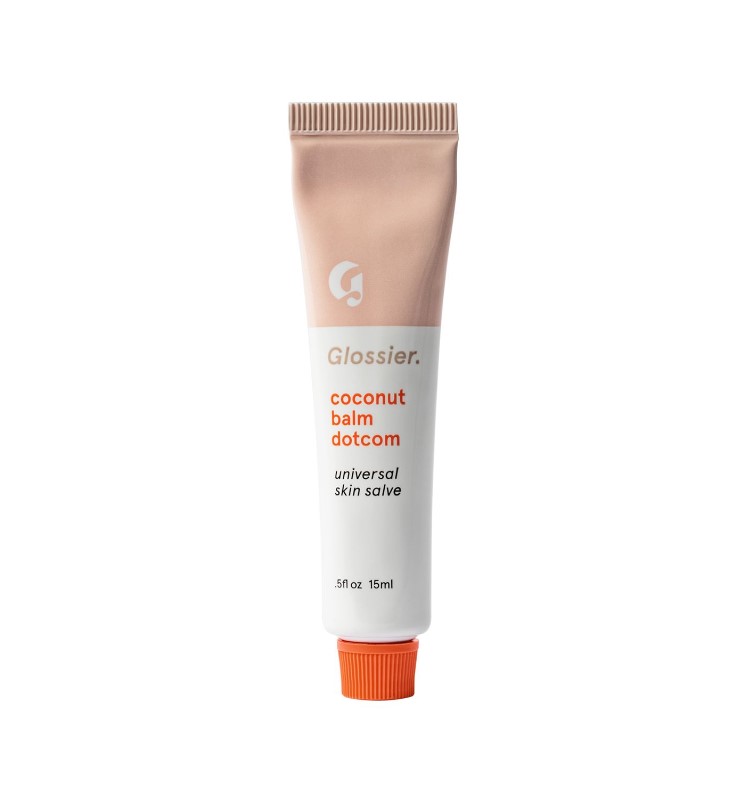 G
Glossier.
coconut
balm
dotcom
universal
skin salve
.5fl oz 15ml